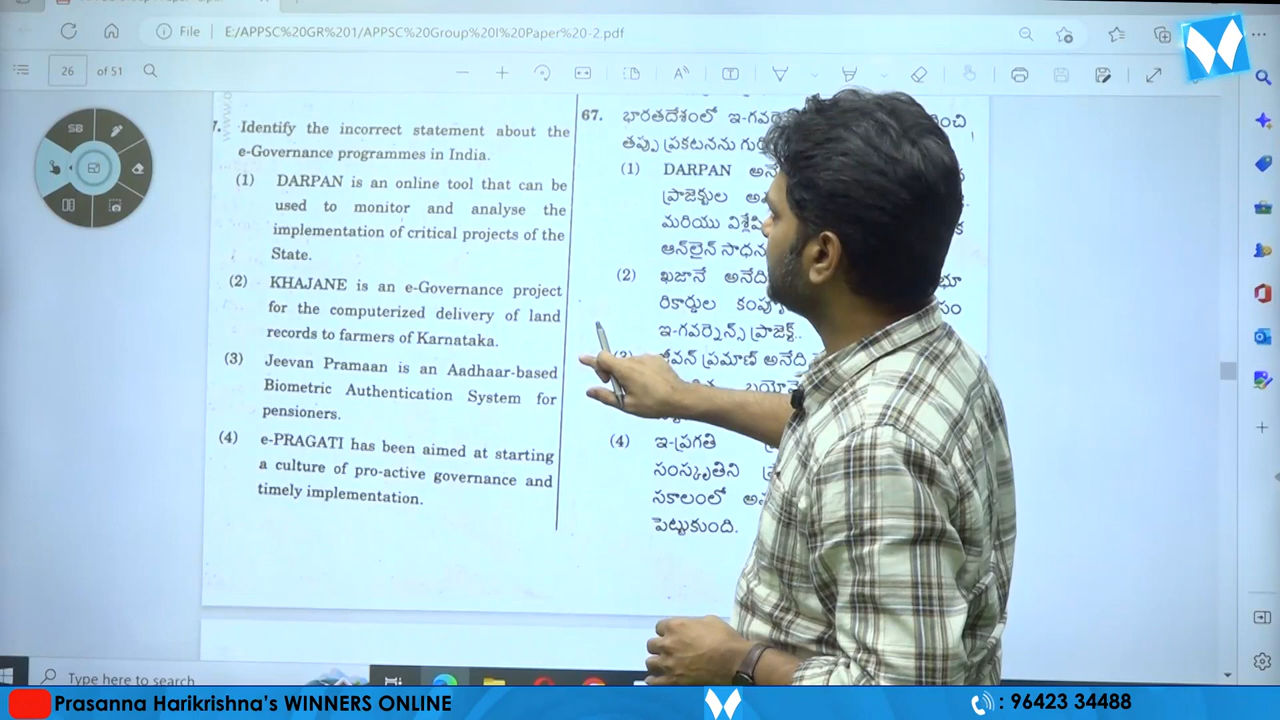 File E:/APPSC%20GR%201/APPSC%20Group%20I%20Paper%20-2.pdf
26 of 51
Identify the incorrect statement about the
e-Governance programmes in India.
(1) DARPAN is an online tool that can be
used to monitor and analyse the
implementation of critical projects of the
State.
(2) KHAJANE is an e-Governance project
for the computerized delivery of land
records to farmers of Karnataka.
(3) Jeevan Pramaan is an Aadhaar-based
Biometric Authentication System for
pensioners.
(4) e-PRAGATI has been aimed at starting
a culture of pro-active governance and
timely implementation.
67. భారతదేశంలో
తప్పు ప్రకటనను
(1) DARPAN
ప్రాజెక్టుల
మరియు
ఆన్‌లైన్
(2) ఖజానే అనేది
రికార్డుల
ఇ-గవర్నెన్స్ ప్రాజెక్ట్..
ప్రమాణ్ అనేది
(4) ఇ-ప్రగతి
సంస్కృతిని
సకాలంలో
పెట్టుకుంది.
Type here to search
Prasanna Harikrishna's WINNERS ONLINE
: 96423 34488